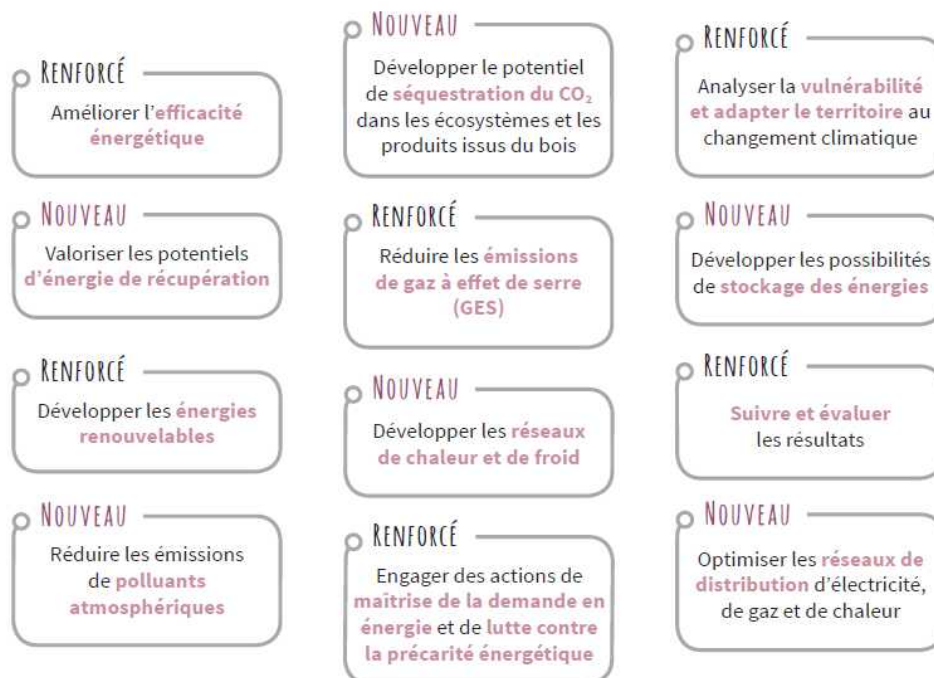 RENFORCÉ
Améliorer l'efficacité
énergétique
NOUVEAU
Valoriser les potentiels
d'énergie de récupération
RENFORCÉ
Développer les énergies
renouvelables
NOUVEAU
Réduire les émissions
de polluants
atmosphériques
NOUVEAU
Développer le potentiel
de séquestration du CO₂
dans les écosystèmes et les
produits issus du bois
RENFORCÉ
Réduire les émissions
de gaz à effet de serre
(GES)
NOUVEAU
Développer les réseaux
de chaleur et de froid
RENFORCÉ
Engager des actions de
maîtrise de la demande en
énergie et de lutte contre
la précarité énergétique
RENFORCÉ
Analyser la vulnérabilité
et adapter le territoire au
changement climatique
NOUVEAU
Développer les possibilités
de stockage des énergies
RENFORCÉ
Suivre et évaluer
les résultats
NOUVEAU
Optimiser les réseaux de
distribution d'électricité,
de gaz et de chaleur